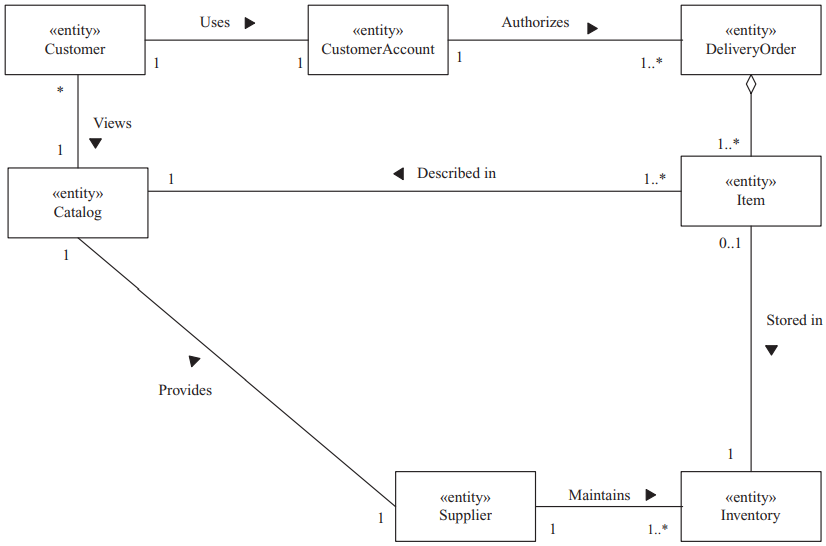 «entity»
Customer
Uses
1
1
«entity»
CustomerAccount
Authorizes
1
1..*
«entity»
DeliveryOrder
*
Views
1
1..*
«entity»
Catalog
1
Described in
1..*
«entity»
Item
1
0..1
Stored in
Provides
1
1
«entity»
Supplier
Maintains
1
1..*
«entity»
Inventory